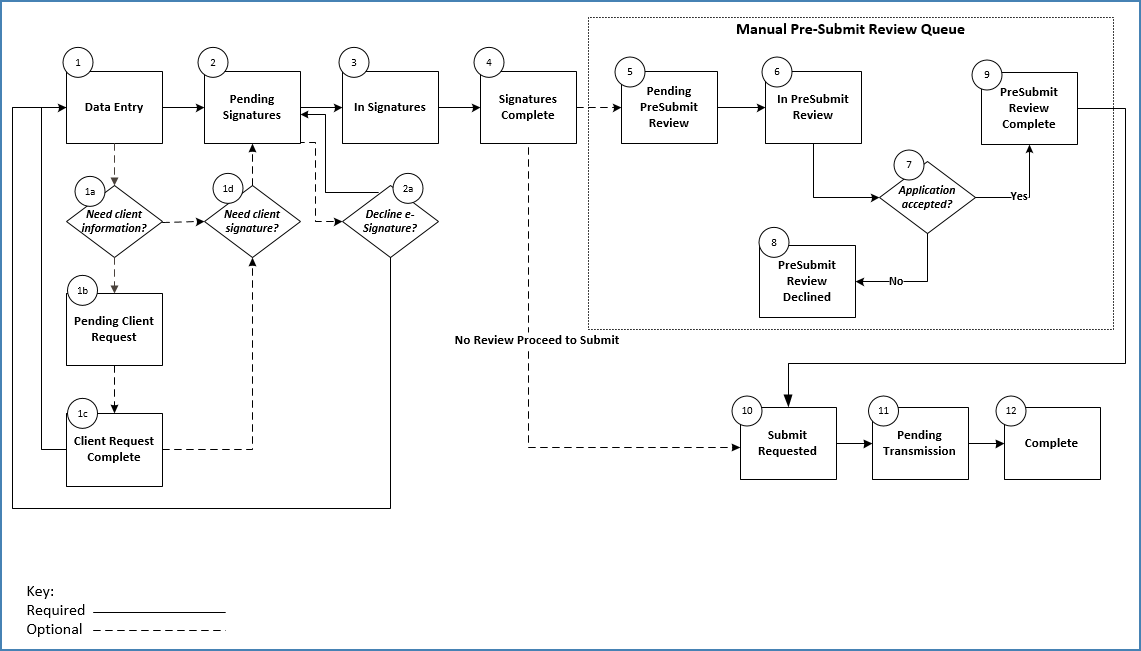 Manual Pre-Submit Review Queue
1
Data Entry
2
Pending
Signatures
3
In Signatures
4
Signatures
Complete
5
Pending
PreSubmit
Review
6
In PreSubmit
Review
9
PreSubmit
Review
Complete
1a
Need client
information?
1d
Need client
signature?
2a
Decline e-
Signature?
7
Application
accepted?
Yes
8
PreSubmit
Review
Declined
No
1b
Pending Client
Request
No Review Proceed to Submit
1c
Client Request
Complete
10
Submit
Requested
11
Pending
Transmission
12
Complete
Key:
Required
Optional